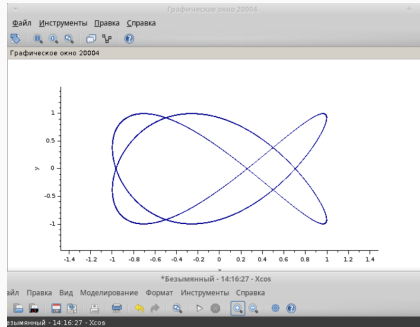 Графическое окно 20004
Файл Инструменты Правка Справка
Графическое окно 20004
1
0.5
y
0
-0.5
-1
-1.4 -1.2 -1 -0.8 -0.6 -0.4 -0.2 0 0.2 0.4 0.6 0.8 1 1.2 1.4
*Безымянный - 14:16:27 - Xcos
айл Правка Вид Моделирование Формат Инструменты Справка
езымянный - 14:16:27 - Xcos